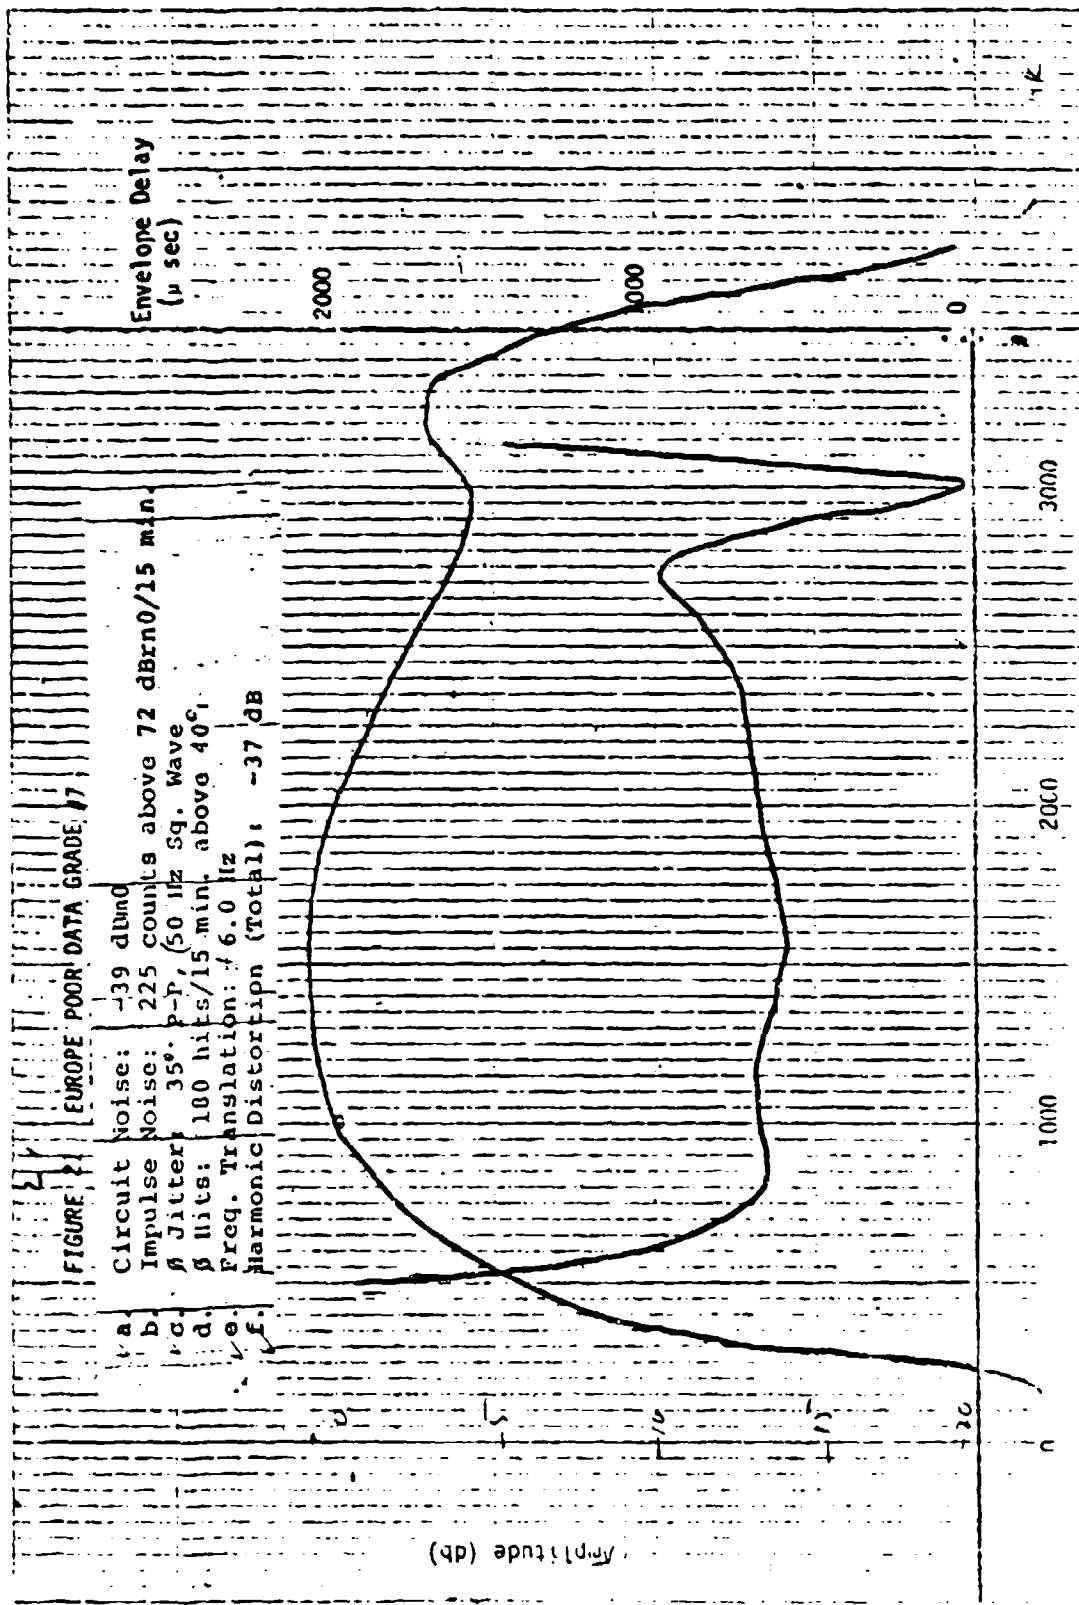 FIGURE 21 EUROPE POOR DATA GRADE #7
a. Circuit Noise: -39 dBm0
b. Impulse Noise: 225 counts above 72 dBrn0/15 min.
c. Ø Jitter: 35° P-P, (50 Hz Sq. Wave
d. Ø Hits: 180 hits/15 min. above 40°
e. Freq. Translation: 6.0 Hz
f. Harmonic Distortion (Total): -37 dB
Envelope Delay
(µ sec)
2000
1000
0
Amplitude (db)
0
-5
-10
-15
-20
0
1000
2000
3000